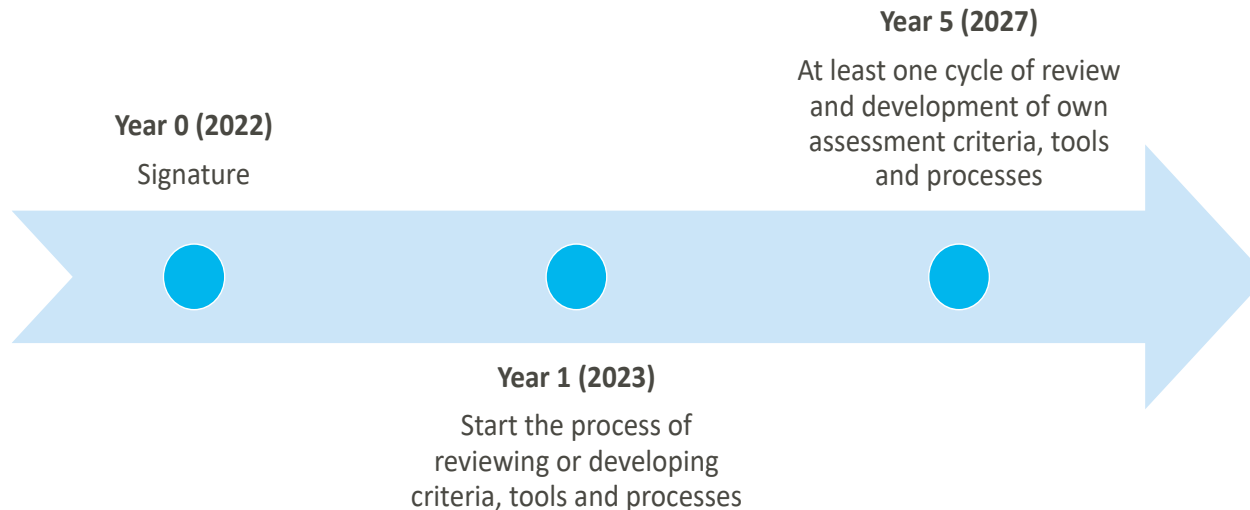 Year 0 (2022)
Signature
Year 1 (2023)
Start the process of
reviewing or developing
criteria, tools and processes
Year 5 (2027)
At least one cycle of review
and development of own
assessment criteria, tools
and processes